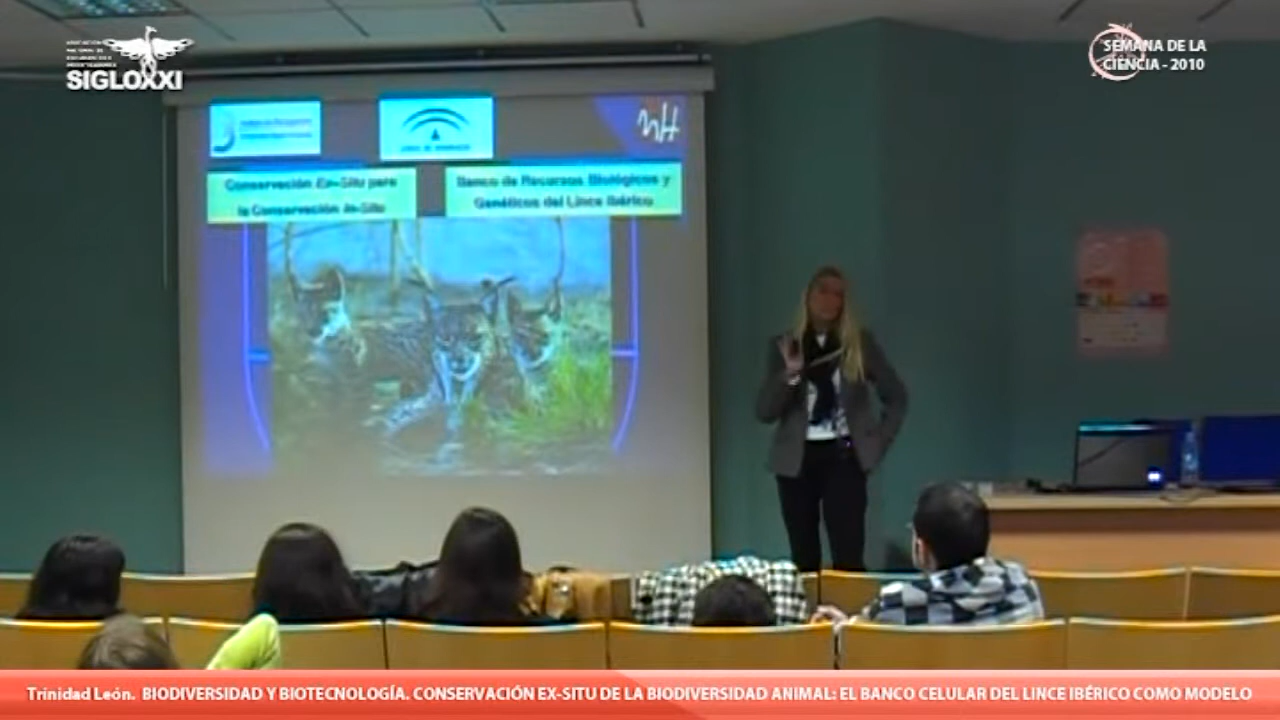 SIGLOXXI
SEMANA DE LA
CIENCIA - 2010
Conservación Ex-Situ para
la Conservación In-Situ
Banco de Recursos Biológicos y
Genéticos del Lince Ibérico
Trinidad León. BIODIVERSIDAD Y BIOTECNOLOGÍA. CONSERVACIÓN EX-SITU DE LA BIODIVERSIDAD ANIMAL: EL BANCO CELULAR DEL LINCE IBÉRICO COMO MODELO